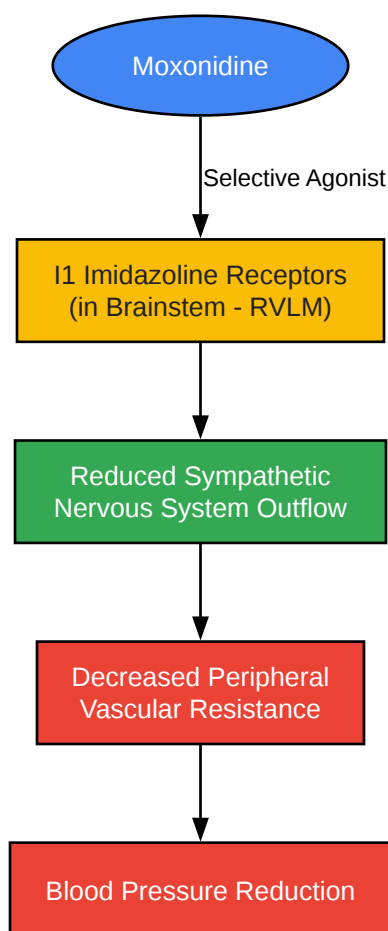 Moxonidine
Selective Agonist
I1 Imidazoline Receptors
(in Brainstem - RVLM)
Reduced Sympathetic
Nervous System Outflow
Decreased Peripheral
Vascular Resistance
Blood Pressure Reduction